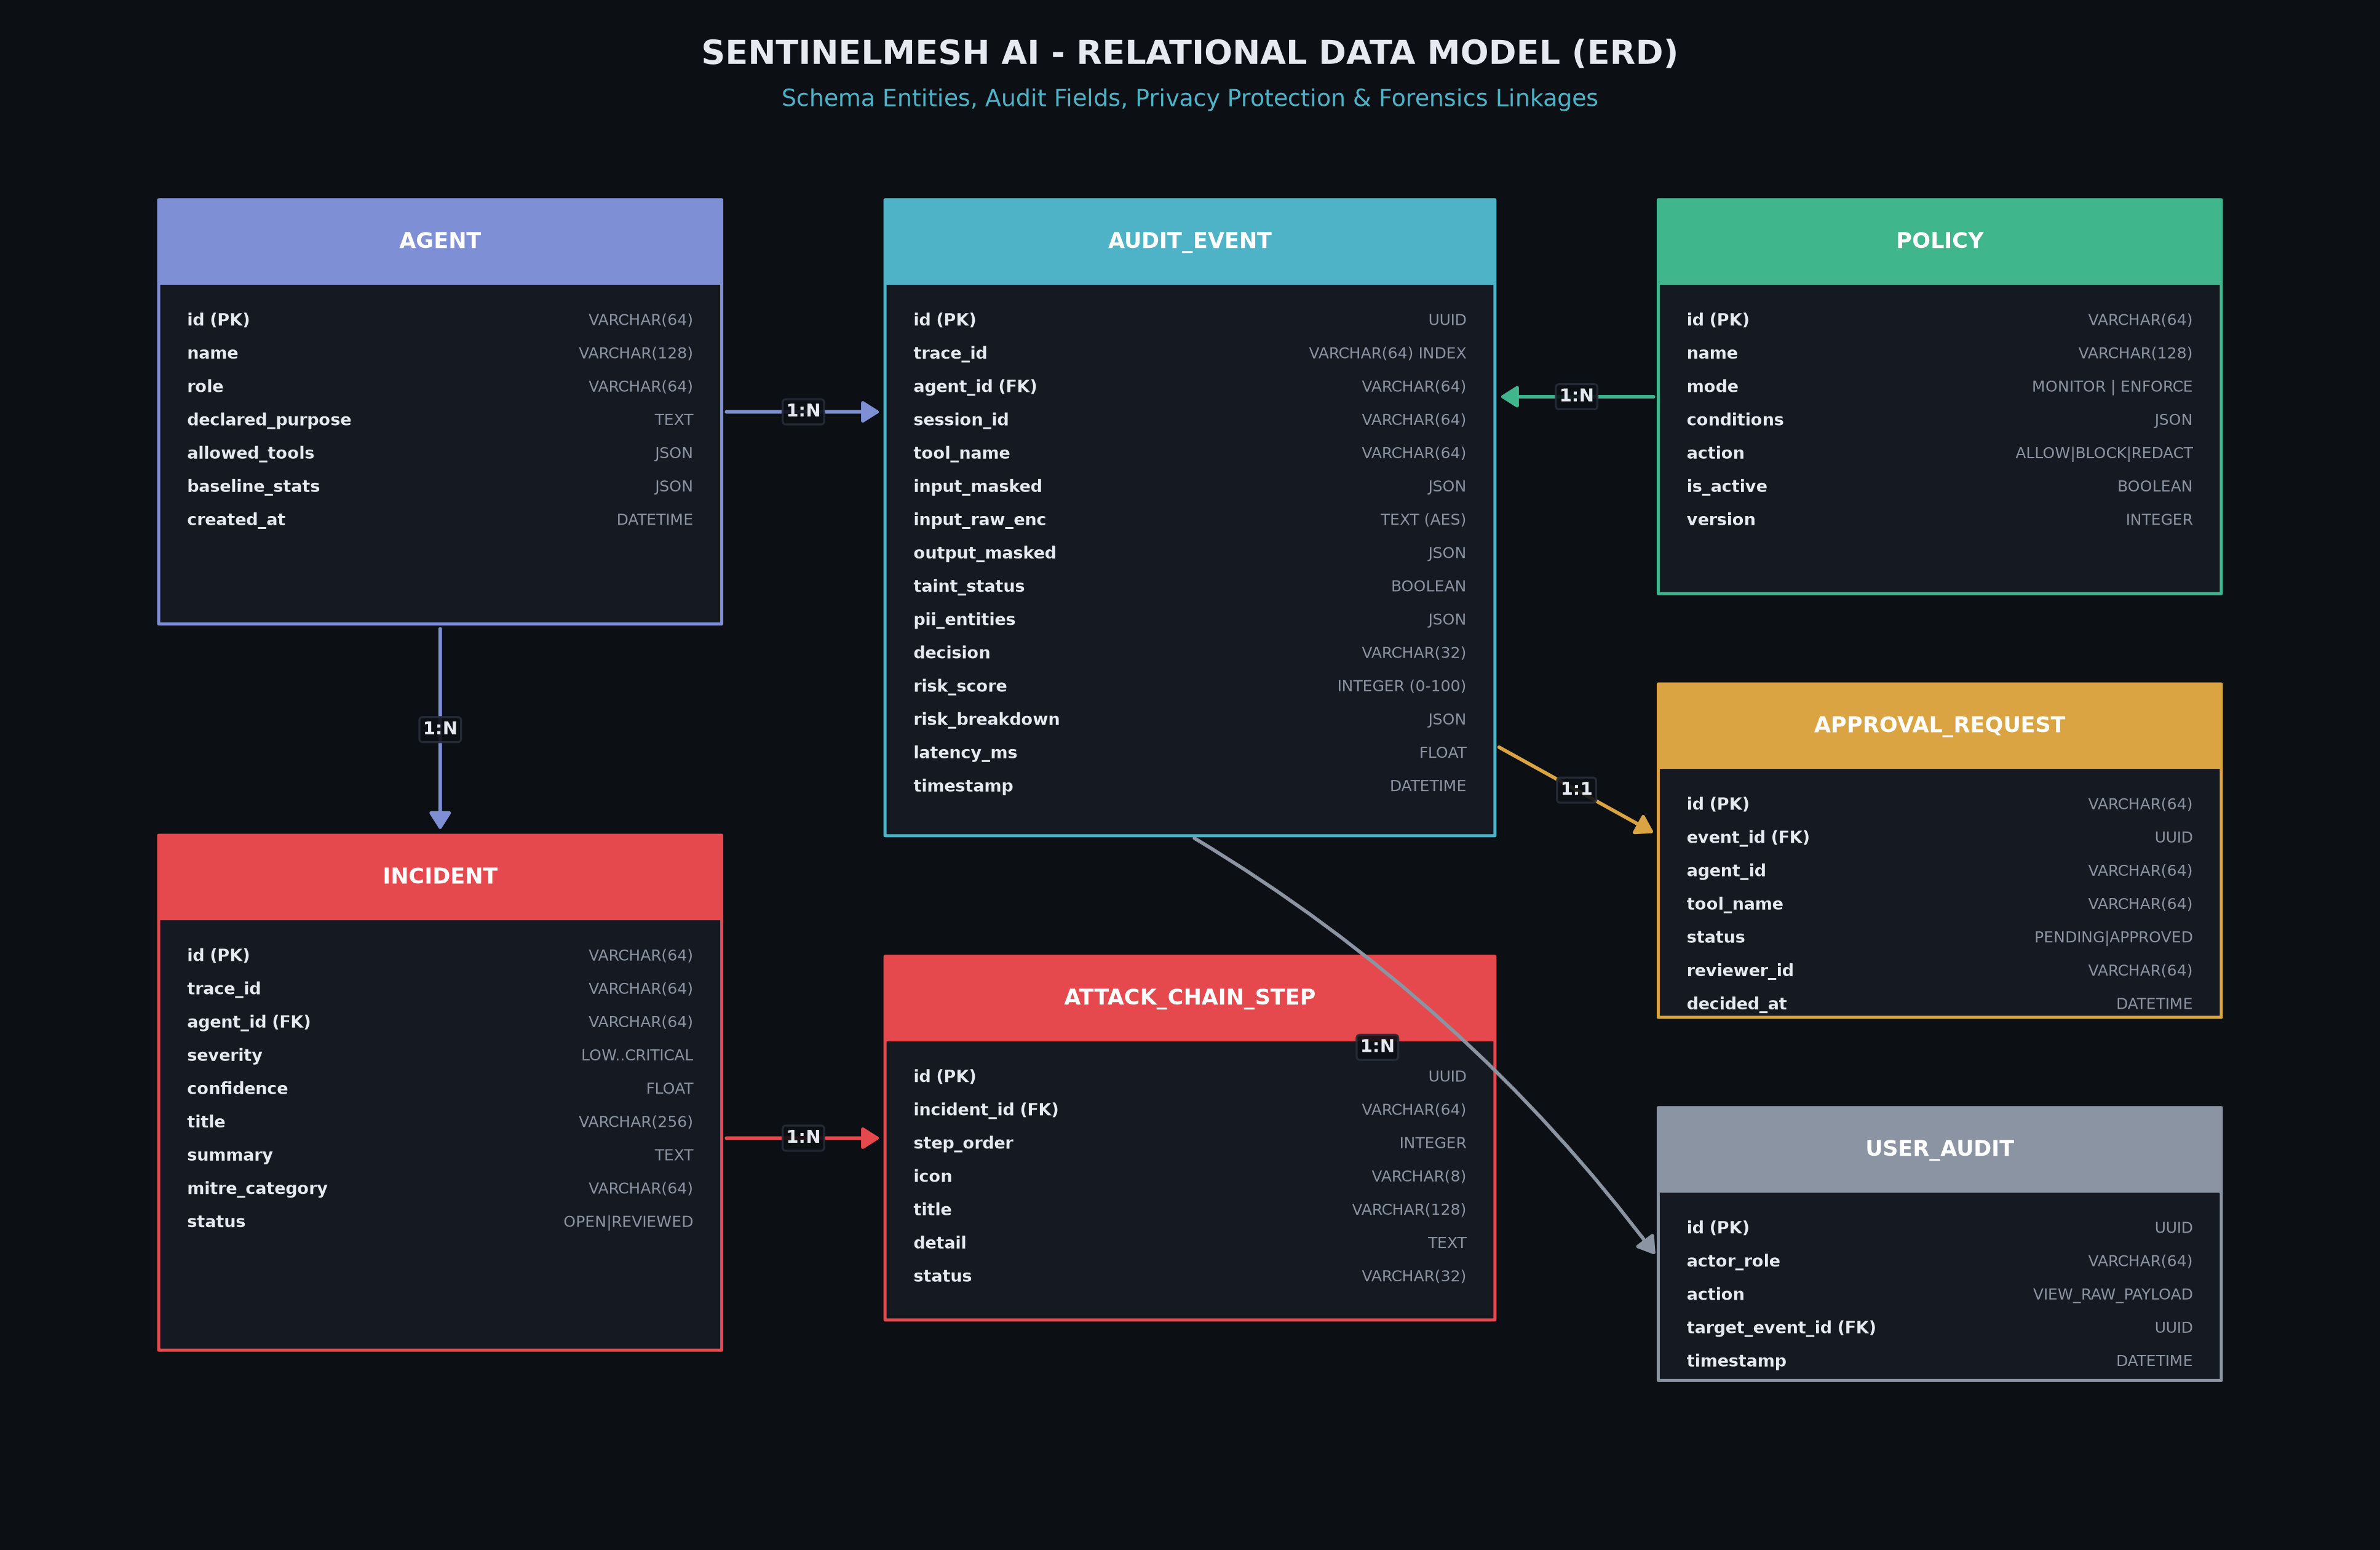 SENTINELMESH AI - RELATIONAL DATA MODEL (ERD)
Schema Entities, Audit Fields, Privacy Protection & Forensics Linkages
AGENT
id (PK) VARCHAR(64)
name VARCHAR(128)
role VARCHAR(64)
declared_purpose TEXT
allowed_tools JSON
baseline_stats JSON
created_at DATETIME
1:N
AUDIT_EVENT
id (PK) UUID
trace_id VARCHAR(64) INDEX
agent_id (FK) VARCHAR(64)
session_id VARCHAR(64)
tool_name VARCHAR(64)
input_masked JSON
input_raw_enc TEXT (AES)
output_masked JSON
taint_status BOOLEAN
pii_entities JSON
decision VARCHAR(32)
risk_score INTEGER (0-100)
risk_breakdown JSON
latency_ms FLOAT
timestamp DATETIME
1:N
POLICY
id (PK) VARCHAR(64)
name VARCHAR(128)
mode MONITOR | ENFORCE
conditions JSON
action ALLOW|BLOCK|REDACT
is_active BOOLEAN
version INTEGER
1:N
1:1
APPROVAL_REQUEST
id (PK) VARCHAR(64)
event_id (FK) UUID
agent_id VARCHAR(64)
tool_name VARCHAR(64)
status PENDING|APPROVED
reviewer_id VARCHAR(64)
decided_at DATETIME
INCIDENT
id (PK) VARCHAR(64)
trace_id VARCHAR(64)
agent_id (FK) VARCHAR(64)
severity LOW..CRITICAL
confidence FLOAT
title VARCHAR(256)
summary TEXT
mitre_category VARCHAR(64)
status OPEN|REVIEWED
1:N
ATTACK_CHAIN_STEP
1:N
id (PK) UUID
incident_id (FK) VARCHAR(64)
step_order INTEGER
icon VARCHAR(8)
title VARCHAR(128)
detail TEXT
status VARCHAR(32)
USER_AUDIT
id (PK) UUID
actor_role VARCHAR(64)
action VIEW_RAW_PAYLOAD
target_event_id (FK) UUID
timestamp DATETIME